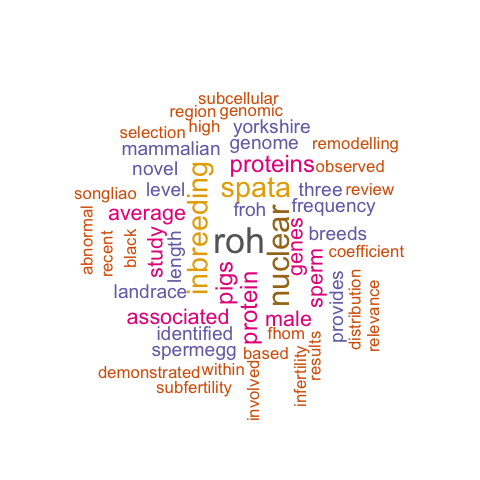 subcellular
region genomic
selection high yorkshire
mammalian genome remodelling
novel proteins observed
songliao level spata three review
average froh frequency
abnormal recent black study length inbreeding roh nuclear genes breeds
coefficient
landrace pigs protein sperm provides distribution relevance
associated male
identified fhom
spermegg based
demonstrated within
subfertility involved infertility results